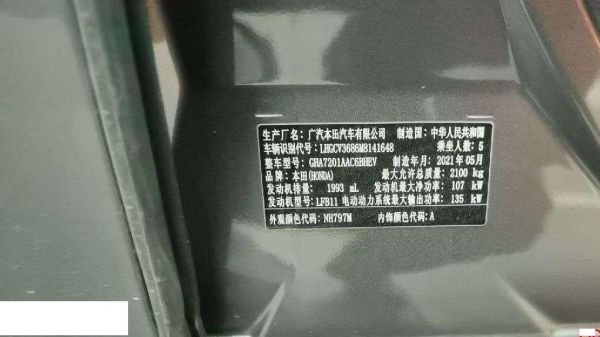 生产厂名：广汽本田汽车有限公司 制造国：中华人民共和国
车辆识别代号：LHGCV3686M8141648 乘坐人数：5
整车型号：GHA7201AAC6BHEV 制造年月：2021年05月
品牌：本田(HONDA) 最大允许总质量：2100 kg
发动机排量：1993 mL 发动机最大净功率：107 kW
发动机型号：LFB11 电动动力系统最大输出功率：135 kW
外观颜色代码：NH797M 内饰颜色代码：A